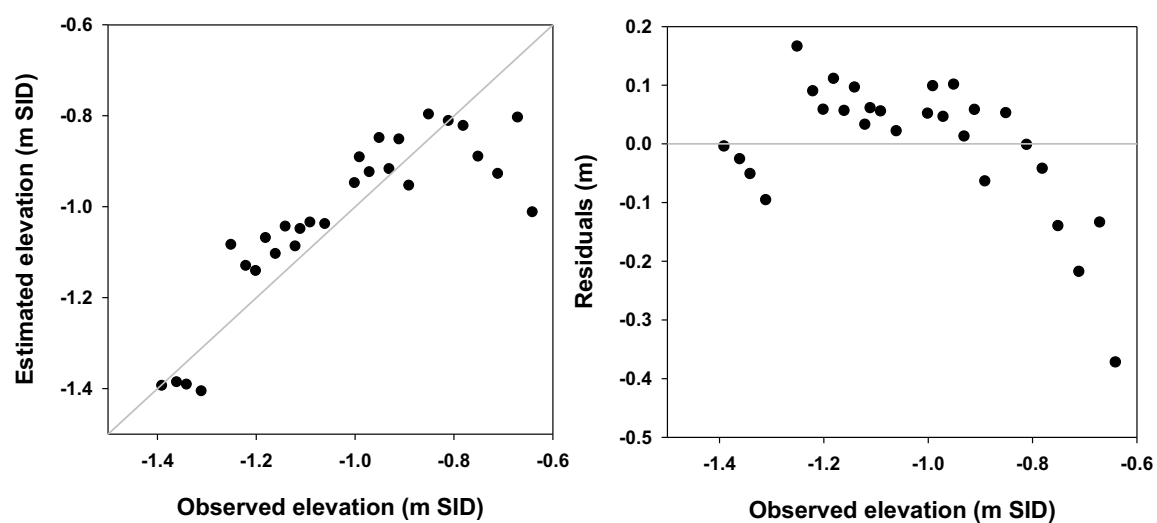 Estimated elevation (m SID)
-0.6
-0.8
-1.0
-1.2
-1.4
-1.4 -1.2 -1.0 -0.8 -0.6
Observed elevation (m SID)
Residuals (m)
0.2
0.1
0.0
-0.1
-0.2
-0.3
-0.4
-0.5
-1.4 -1.2 -1.0 -0.8 -0.6
Observed elevation (m SID)